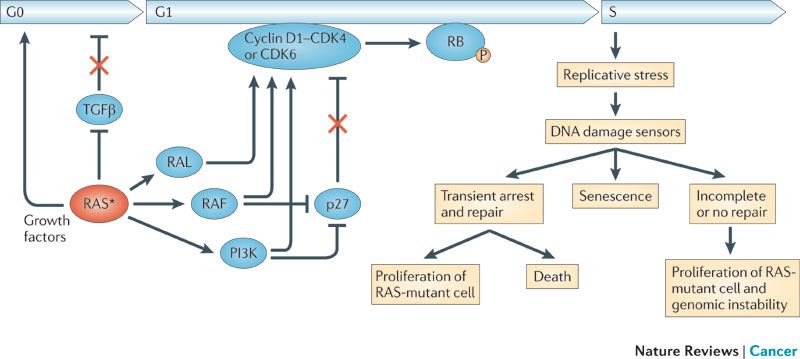 G0
G1
S
Cyclin D1–CDK4
or CDK6
RB
P
TGFβ
RAL
RAS*
RAF
p27
PI3K
Growth
factors
Replicative stress
DNA damage sensors
Transient arrest
and repair
Senescence
Incomplete
or no repair
Proliferation of
RAS-mutant cell
Death
Proliferation of RAS-
mutant cell and
genomic instability
Nature Reviews | Cancer